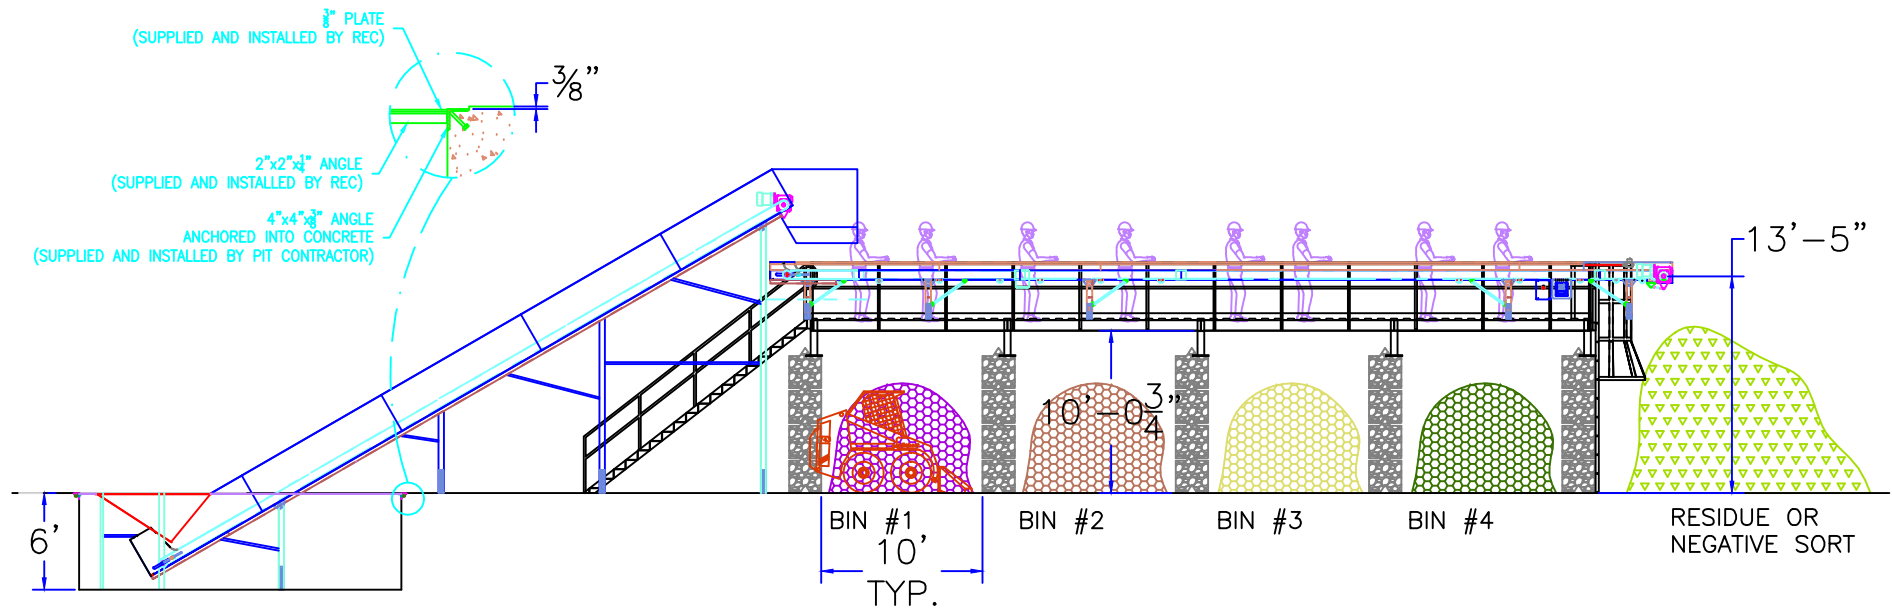 3/8" PLATE
(SUPPLIED AND INSTALLED BY REC)
3/8"
2"x2"x1/4" ANGLE
(SUPPLIED AND INSTALLED BY REC)
4"x4"x3/8" ANGLE
ANCHORED INTO CONCRETE
(SUPPLIED AND INSTALLED BY PIT CONTRACTOR)
13'-5"
10'-0 3/4"
6'
BIN #1
BIN #2
BIN #3
BIN #4
10'
TYP.
RESIDUE OR
NEGATIVE SORT